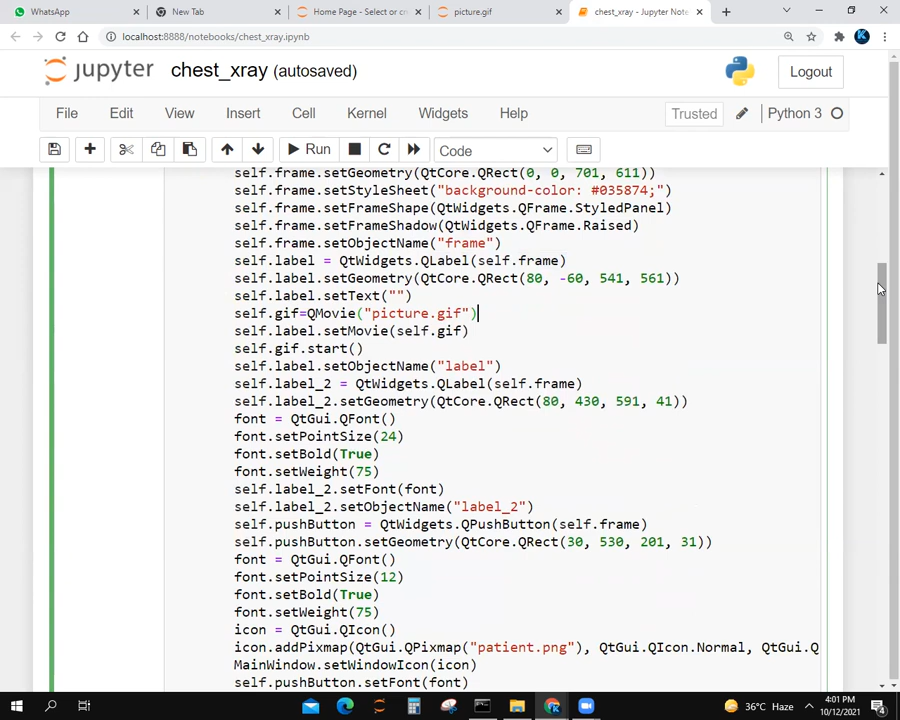 WhatsApp
New Tab
Home Page - Select or cr
picture.gif
chest_xray - Jupyter Note
localhost:8888/notebooks/chest_xray.ipynb
K
jupyter chest_xray (autosaved)
Logout
File Edit View Insert Cell Kernel Widgets Help
Trusted
Python 3
Run
Code
self.frame.setGeometry(QtCore.QRect(0, 0, 701, 611))
self.frame.setStyleSheet("background-color: #035874;")
self.frame.setFrameShape(QtWidgets.QFrame.StyledPanel)
self.frame.setFrameShadow(QtWidgets.QFrame.Raised)
self.frame.setObjectName("frame")
self.label = QtWidgets.QLabel(self.frame)
self.label.setGeometry(QtCore.QRect(80, -60, 541, 561))
self.label.setText("")
self.gif=QMovie("picture.gif")
self.label.setMovie(self.gif)
self.gif.start()
self.label.setObjectName("label")
self.label_2 = QtWidgets.QLabel(self.frame)
self.label_2.setGeometry(QtCore.QRect(80, 430, 591, 41))
font = QtGui.QFont()
font.setPointSize(24)
font.setBold(True)
font.setWeight(75)
self.label_2.setFont(font)
self.label_2.setObjectName("label_2")
self.pushButton = QtWidgets.QPushButton(self.frame)
self.pushButton.setGeometry(QtCore.QRect(30, 530, 201, 31))
font = QtGui.QFont()
font.setPointSize(12)
font.setBold(True)
font.setWeight(75)
icon = QtGui.QIcon()
icon.addPixmap(QtGui.QPixmap("patient.png"), QtGui.QIcon.Normal, QtGui.Q
MainWindow.setWindowIcon(icon)
self.pushButton.setFont(font)
36°C Haze
4:01 PM
10/12/2021
4